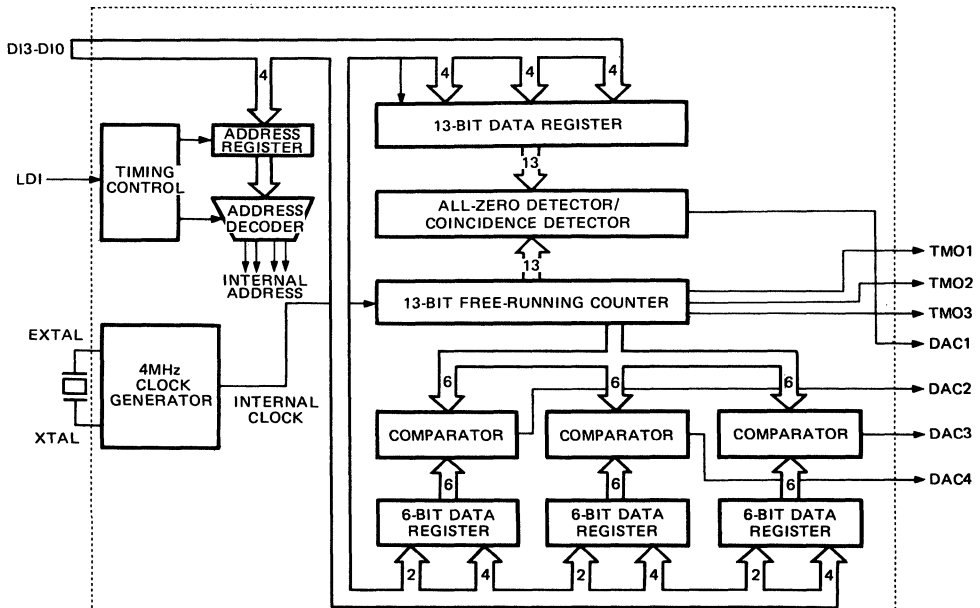 DI3-DI0
4
4
4
4
13-BIT DATA REGISTER
ADDRESS
REGISTER
TIMING
CONTROL
LDI
13
ADDRESS
DECODER
ALL-ZERO DETECTOR/
COINCIDENCE DETECTOR
INTERNAL
ADDRESS
13
TMO1
13-BIT FREE-RUNNING COUNTER
TMO2
TMO3
EXTAL
DAC1
4MHz
CLOCK
GENERATOR
INTERNAL
CLOCK
XTAL
6
6
6
DAC2
COMPARATOR
COMPARATOR
COMPARATOR
DAC3
DAC4
6
6
6
6-BIT DATA
REGISTER
6-BIT DATA
REGISTER
6-BIT DATA
REGISTER
2
4
2
4
2
4